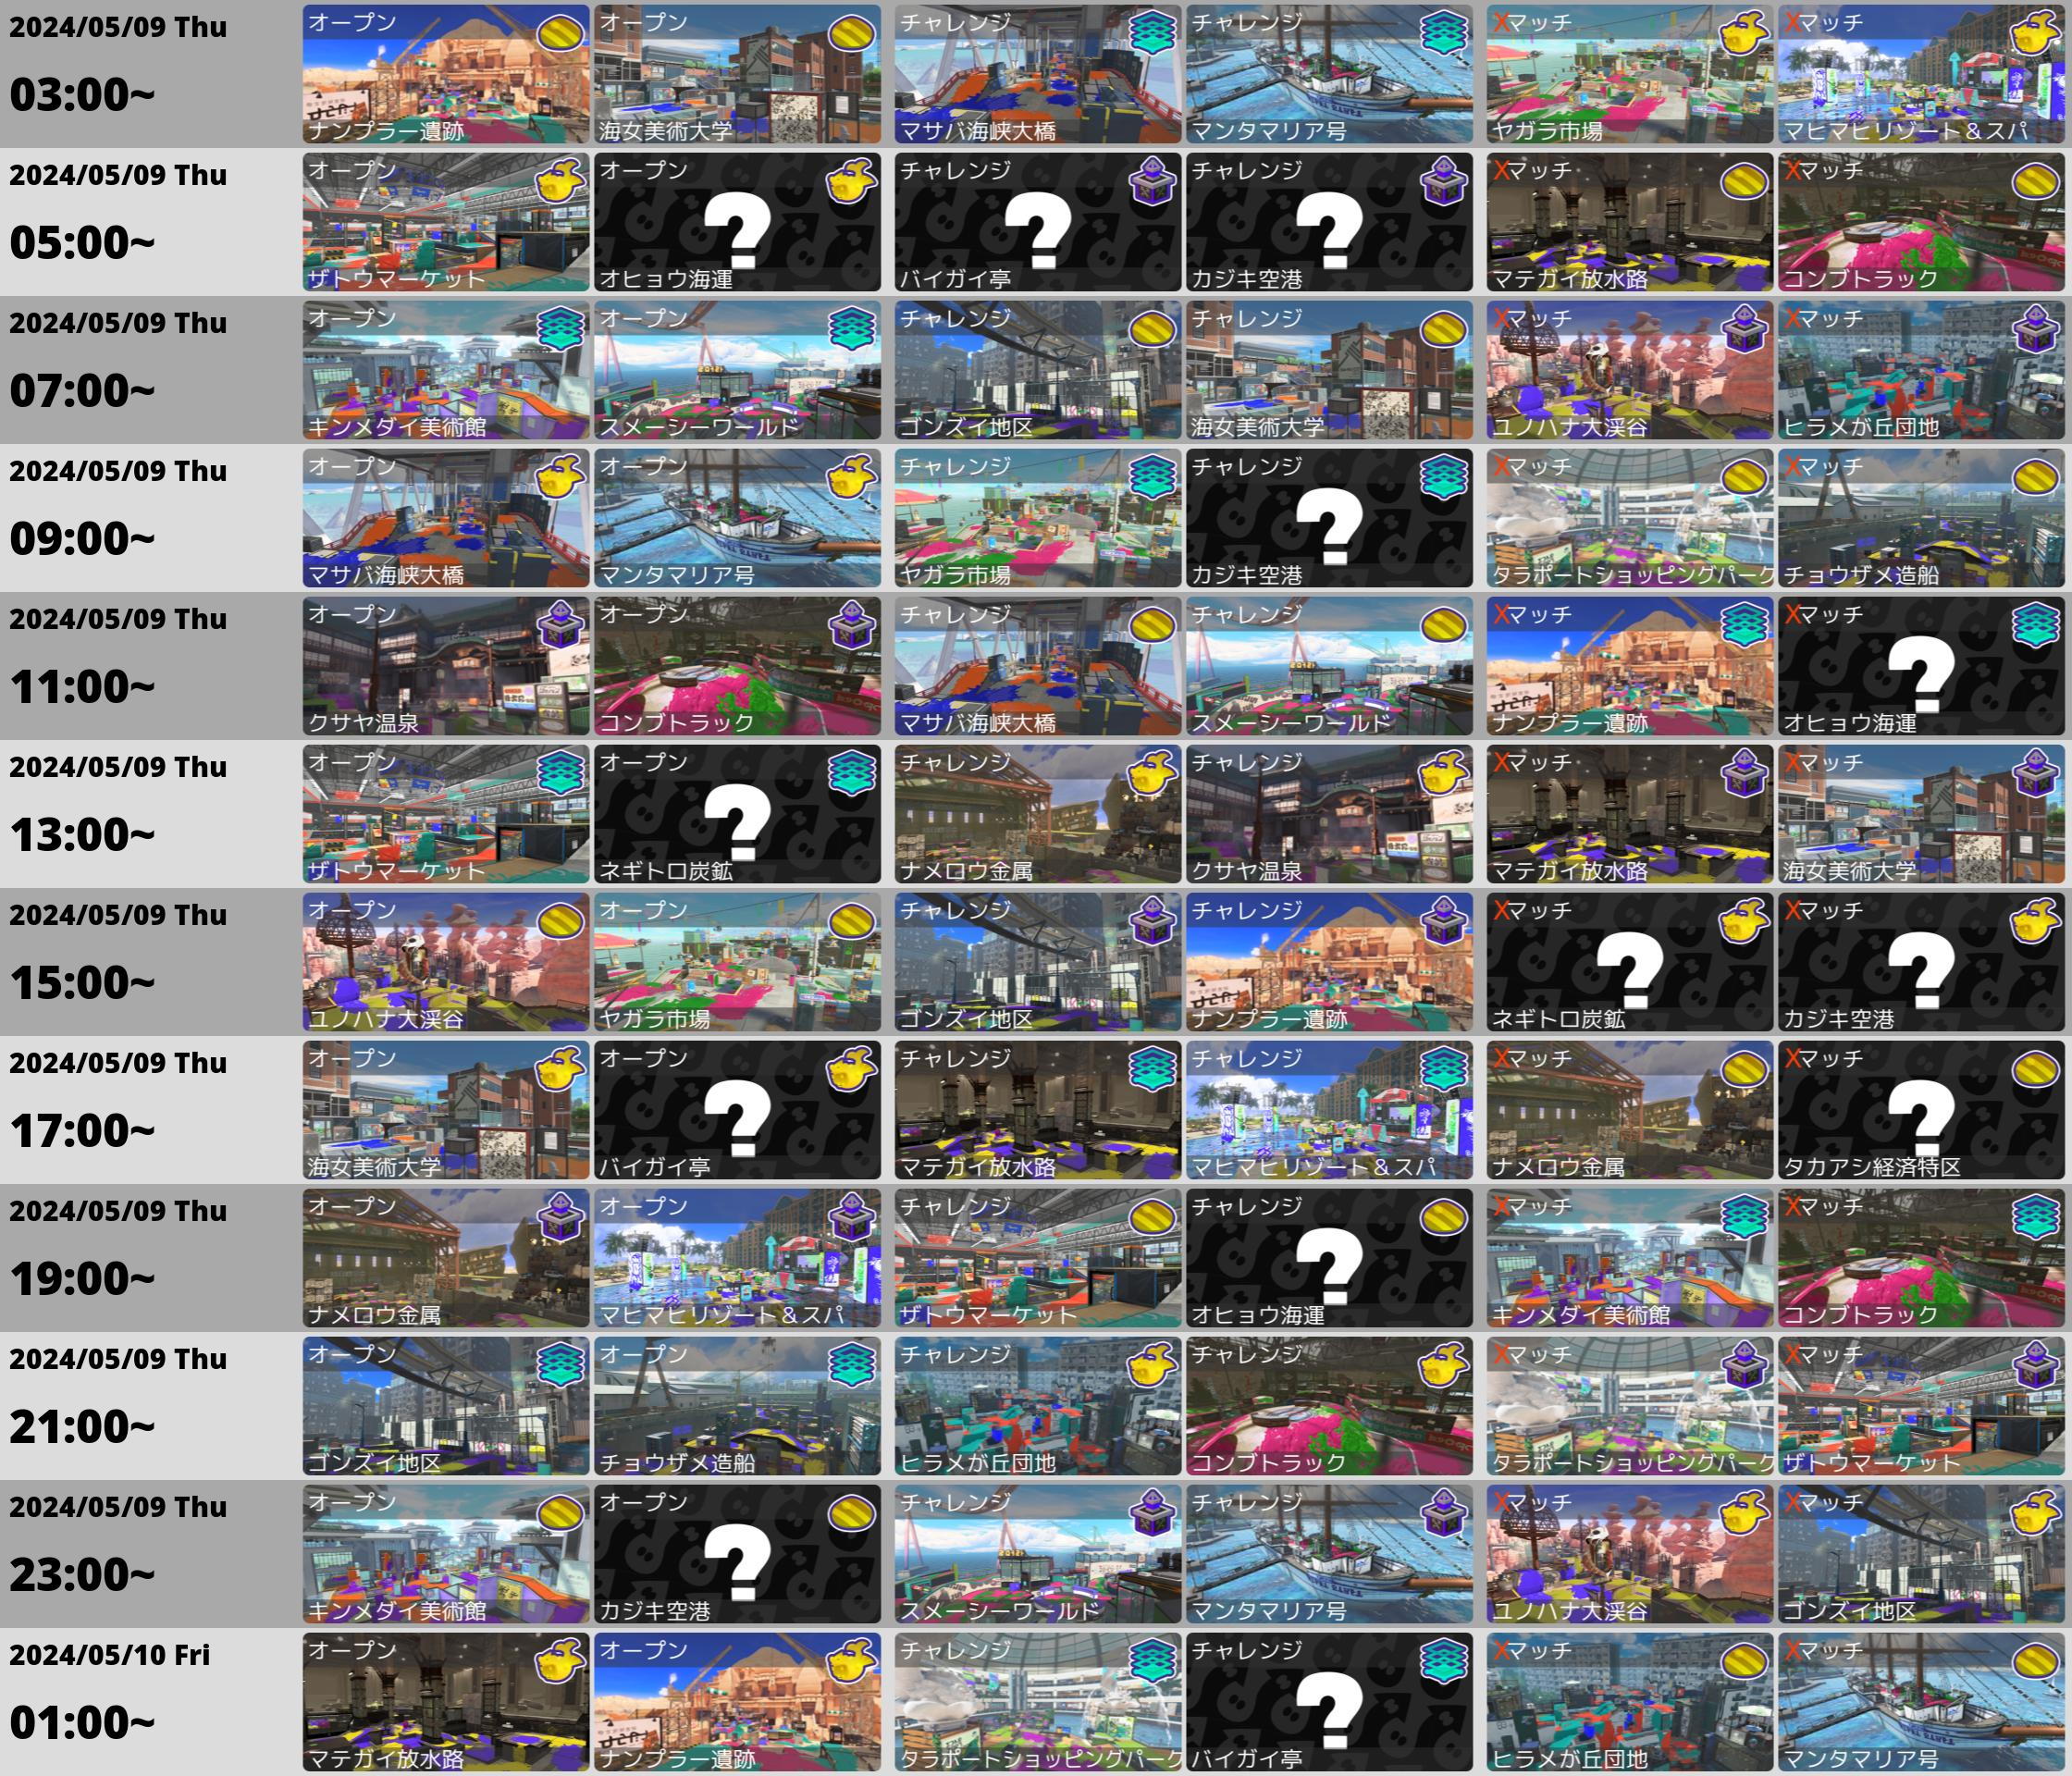 2024/05/09 Thu
03:00~
オープン
ナンプラー遺跡
オープン
海女美術大学
チャレンジ
マサバ海峡大橋
チャレンジ
マンタマリア号
Xマッチ
ヤガラ市場
Xマッチ
マヒマヒリゾート＆スパ
2024/05/09 Thu
05:00~
オープン
ザトウマーケット
オープン
?
オヒョウ海運
チャレンジ
?
バイガイ亭
チャレンジ
?
カジキ空港
Xマッチ
マテガイ放水路
Xマッチ
コンブトラック
2024/05/09 Thu
07:00~
オープン
キンメダイ美術館
オープン
スメーシーワールド
チャレンジ
ゴンズイ地区
チャレンジ
海女美術大学
Xマッチ
ユノハナ大渓谷
Xマッチ
ヒラメが丘団地
2024/05/09 Thu
09:00~
オープン
マサバ海峡大橋
オープン
マンタマリア号
チャレンジ
ヤガラ市場
チャレンジ
?
カジキ空港
Xマッチ
タラポートショッピングパーク
Xマッチ
チョウザメ造船
2024/05/09 Thu
11:00~
オープン
クサヤ温泉
オープン
コンブトラック
チャレンジ
マサバ海峡大橋
チャレンジ
スメーシーワールド
Xマッチ
ナンプラー遺跡
Xマッチ
?
オヒョウ海運
2024/05/09 Thu
13:00~
オープン
ザトウマーケット
オープン
?
ネギトロ炭鉱
チャレンジ
ナメロウ金属
チャレンジ
クサヤ温泉
Xマッチ
マテガイ放水路
Xマッチ
海女美術大学
2024/05/09 Thu
15:00~
オープン
ユノハナ大渓谷
オープン
ヤガラ市場
チャレンジ
ゴンズイ地区
チャレンジ
ナンプラー遺跡
Xマッチ
?
ネギトロ炭鉱
Xマッチ
?
カジキ空港
2024/05/09 Thu
17:00~
オープン
海女美術大学
オープン
?
バイガイ亭
チャレンジ
マテガイ放水路
チャレンジ
マヒマヒリゾート＆スパ
Xマッチ
ナメロウ金属
Xマッチ
?
タカアシ経済特区
2024/05/09 Thu
19:00~
オープン
ナメロウ金属
オープン
マヒマヒリゾート＆スパ
チャレンジ
ザトウマーケット
チャレンジ
?
オヒョウ海運
Xマッチ
キンメダイ美術館
Xマッチ
コンブトラック
2024/05/09 Thu
21:00~
オープン
ゴンズイ地区
オープン
チョウザメ造船
チャレンジ
ヒラメが丘団地
チャレンジ
コンブトラック
Xマッチ
タラポートショッピングパーク
Xマッチ
ザトウマーケット
2024/05/09 Thu
23:00~
オープン
キンメダイ美術館
オープン
?
カジキ空港
チャレンジ
スメーシーワールド
チャレンジ
マンタマリア号
Xマッチ
ユノハナ大渓谷
Xマッチ
ゴンズイ地区
2024/05/10 Fri
01:00~
オープン
マテガイ放水路
オープン
ナンプラー遺跡
チャレンジ
タラポートショッピングパーク
チャレンジ
?
バイガイ亭
Xマッチ
ヒラメが丘団地
Xマッチ
マンタマリア号